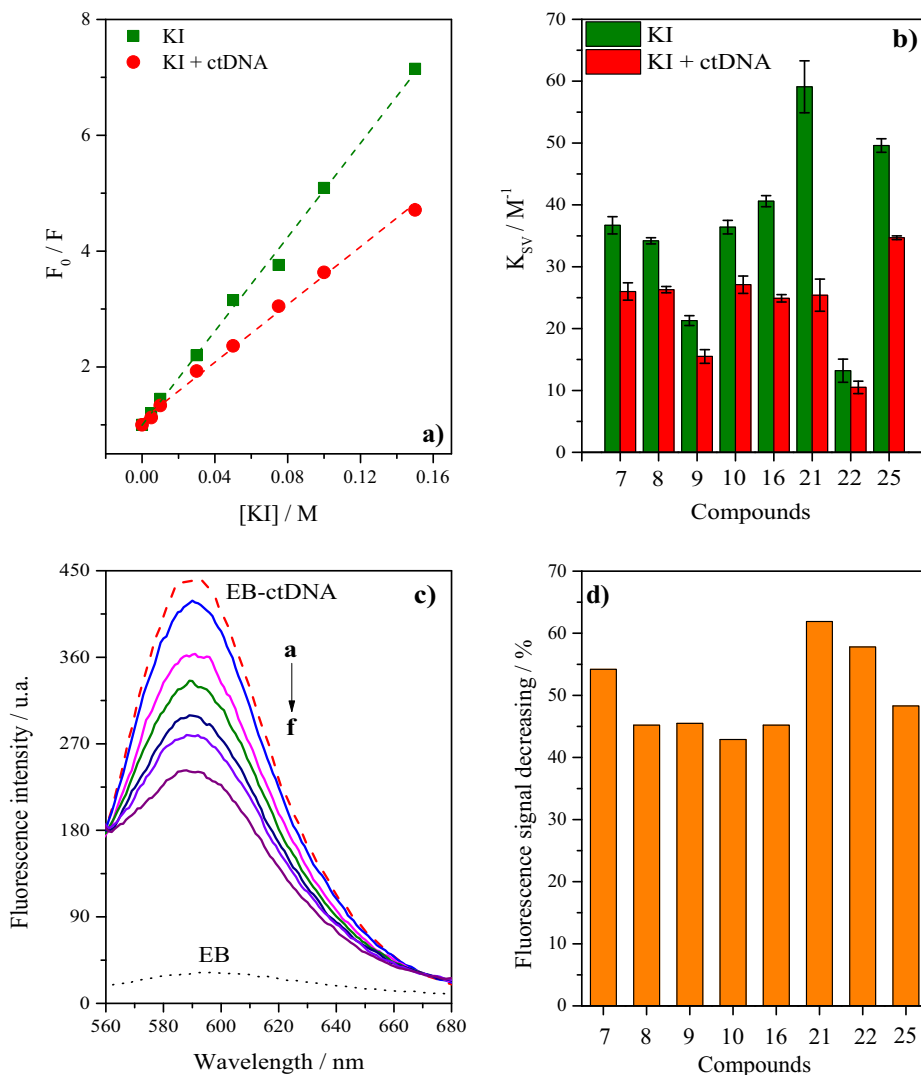 8
6
4
2
F0 / F
KI
KI + ctDNA
a)
0.00 0.04 0.08 0.12 0.16
[KI] / M
70
60
50
40
30
20
10
0
KSV / M-1
KI
KI + ctDNA
b)
7 8 9 10 16 21 22 25
Compounds
450
360
270
180
90
0
Fluorescence intensity / u.a.
EB-ctDNA
c)
a
f
EB
560 580 600 620 640 660 680
Wavelength / nm
70
60
50
40
30
20
10
0
Fluorescence signal decreasing / %
d)
7 8 9 10 16 21 22 25
Compounds